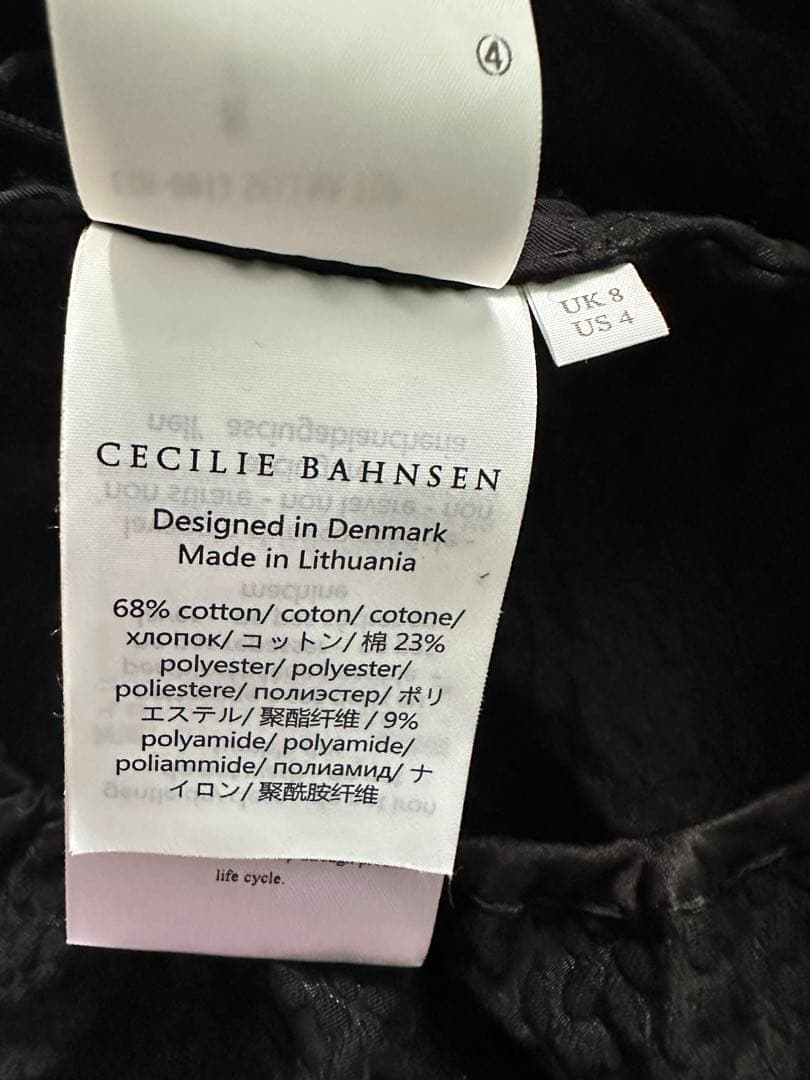 ④
UK 8
US 4
CECILIE BAHNSEN
Designed in Denmark
Made in Lithuania
68% cotton/ coton/ cotone/
хлопок/ コットン/ 棉 23%
polyester/ polyester/
poliestere/ полиэстер/ ポリ
エステル/ 聚酯纤维 / 9%
polyamide/ polyamide/
poliammide/ полиамид/ ナ
イロン/ 聚酰胺纤维
life cycle.